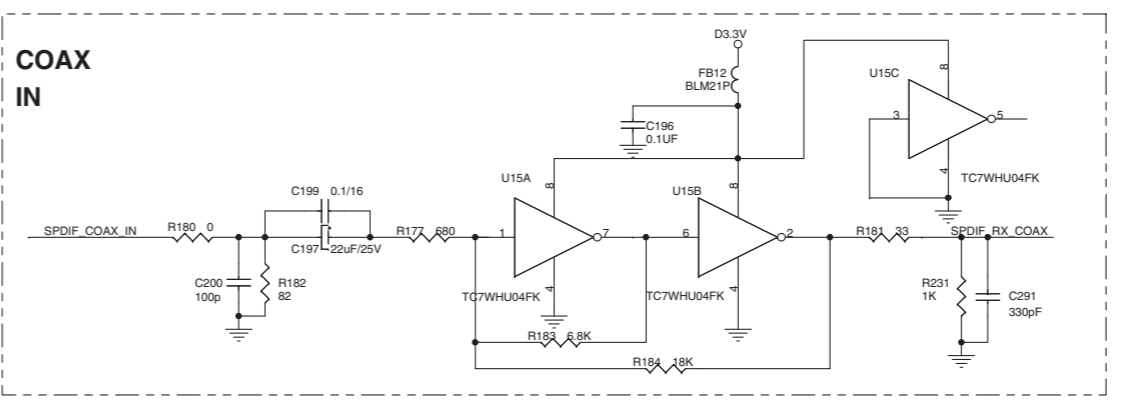 COAX
IN
D3.3V
FB12
BLM21P
C196
0.1UF
U15C
8
3
5
4
TC7WHU04FK
U15A
8
U15B
8
C199 0.1/16
SPDIF_COAX_IN
R180 0
C197 22uF/25V
R177 680
1
7
6
2
R181 33
SPDIF_RX_COAX
C200
100p
R182
82
4
TC7WHU04FK
4
TC7WHU04FK
R231
1K
C291
330pF
R183 6.8K
R184 18K